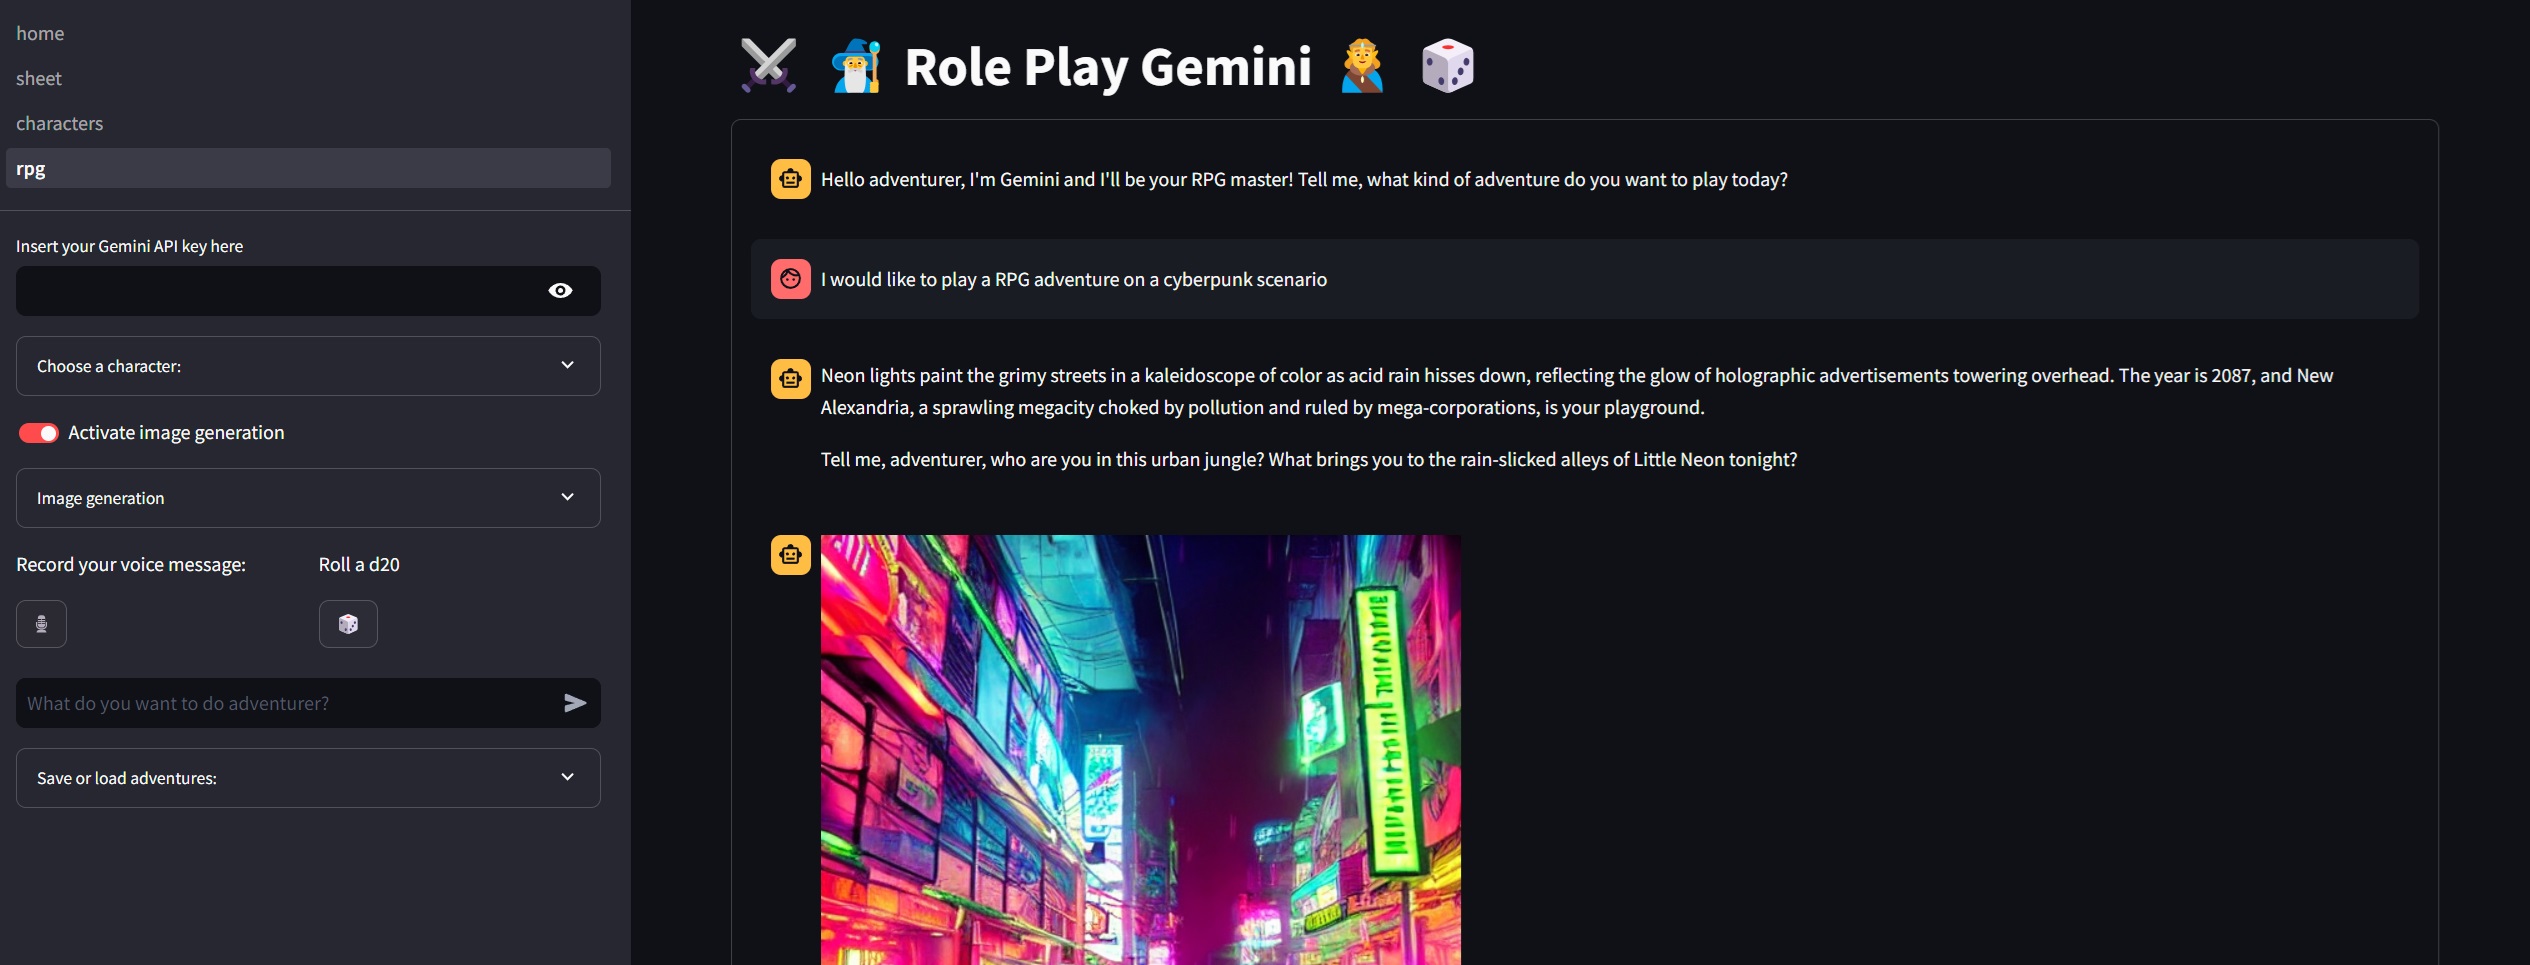 home
sheet
characters
rpg
Insert your Gemini API key here
Choose a character:
Activate image generation
Image generation
Record your voice message:
Roll a d20
What do you want to do adventurer?
Save or load adventures:
Role Play Gemini
Hello adventurer, I'm Gemini and I'll be your RPG master! Tell me, what kind of adventure do you want to play today?
I would like to play a RPG adventure on a cyberpunk scenario
Neon lights paint the grimy streets in a kaleidoscope of color as acid rain hisses down, reflecting the glow of holographic advertisements towering overhead. The year is 2087, and New
Alexandria, a sprawling megacity choked by pollution and ruled by mega-corporations, is your playground.
Tell me, adventurer, who are you in this urban jungle? What brings you to the rain-slicked alleys of Little Neon tonight?